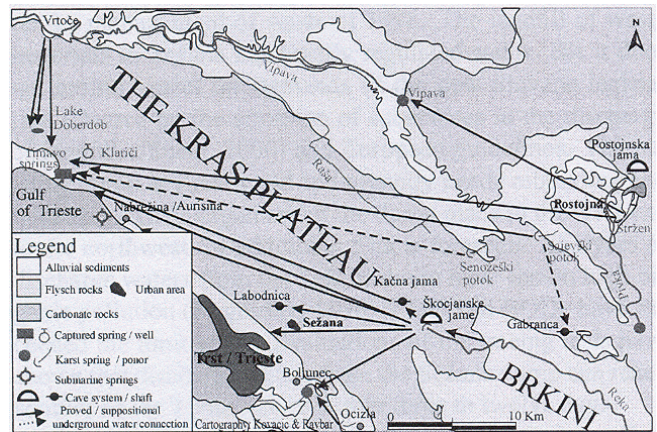 Vrtoče
N
Vipava
Vipava
Lake
Doberdob
THE KRAS PLATEAU
Postojnska
jama
Timavo
springs
Klariči
Raša
Postojna
Gulf
of Trieste
Nabrežina /Aurisina
Stržen
Sajevški
potok
Senožeški
potok
Pivka
Legend
Alluvial sediments
Flysch rocks
Urban area
Carbonate rocks
Captured spring / well
Karst spring / ponor
Submarine springs
Cave system / shaft
Proved / suppositional
underground water connection
Kačna jama
Labodnica
Škocjanske
jame
Gabranca
Sežana
Trst / Trieste
BRKINI
Boljunec
Reka
Ocizla
Cartography: Kovačič & Ravbar
0 10 Km